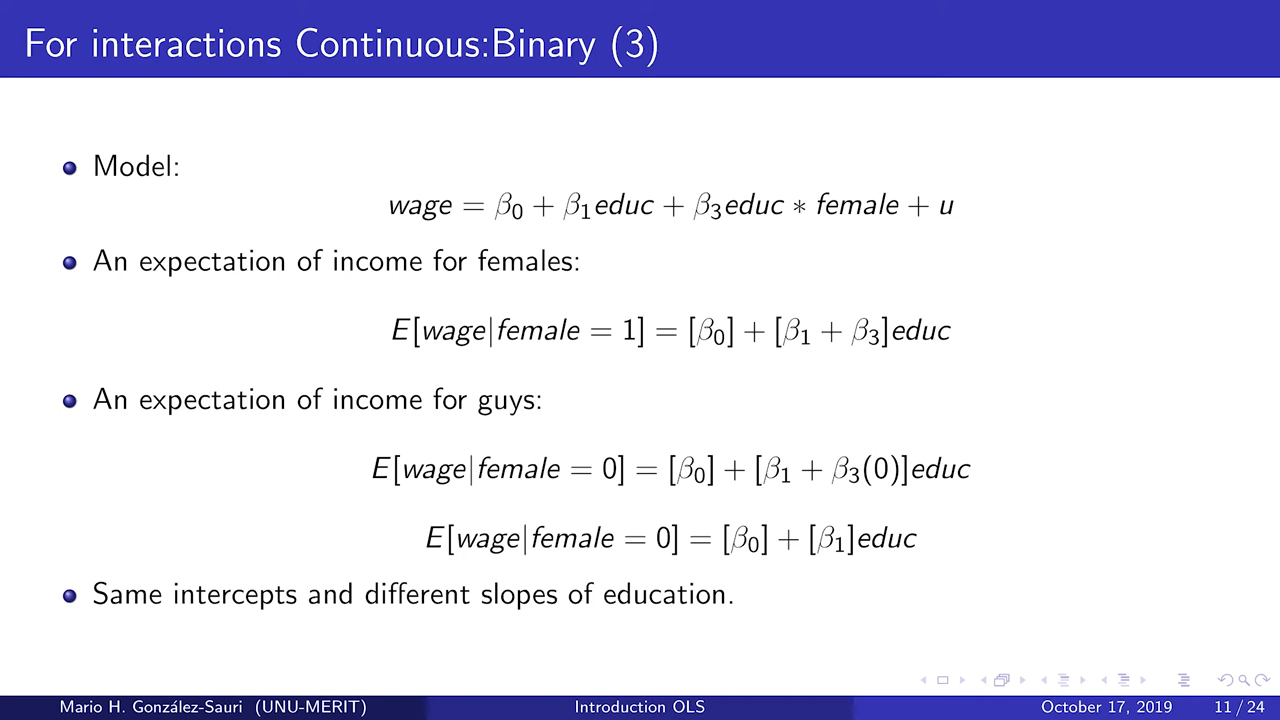 For interactions Continuous:Binary (3)
Model:
wage = β₀ + β₁educ + β₃educ ∗ female + u
An expectation of income for females:
E[wage|female = 1] = [β₀] + [β₁ + β₃]educ
An expectation of income for guys:
E[wage|female = 0] = [β₀] + [β₁ + β₃(0)]educ
E[wage|female = 0] = [β₀] + [β₁]educ
Same intercepts and different slopes of education.
Mario H. González-Sauri (UNU-MERIT) Introduction OLS October 17, 2019 11 / 24